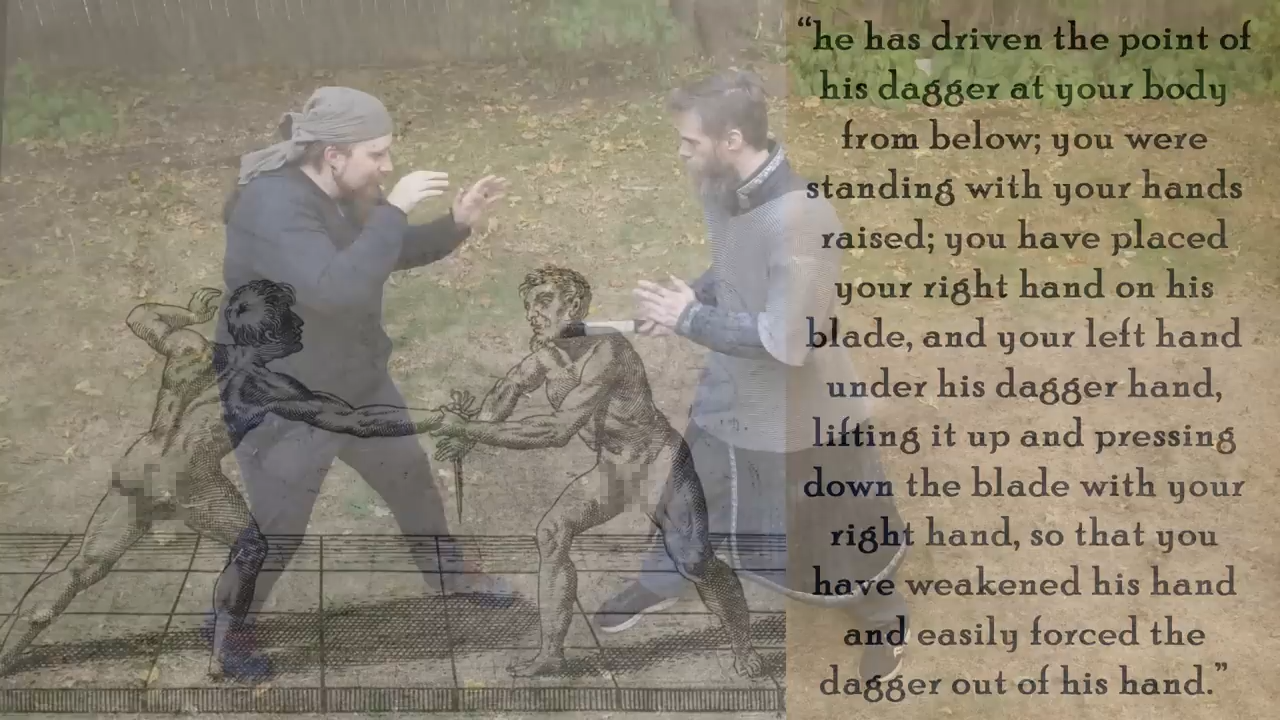 “he has driven the point of
his dagger at your body
from below; you were
standing with your hands
raised; you have placed
your right hand on his
blade, and your left hand
under his dagger hand,
lifting it up and pressing
down the blade with your
right hand, so that you
have weakened his hand
and easily forced the
dagger out of his hand.”